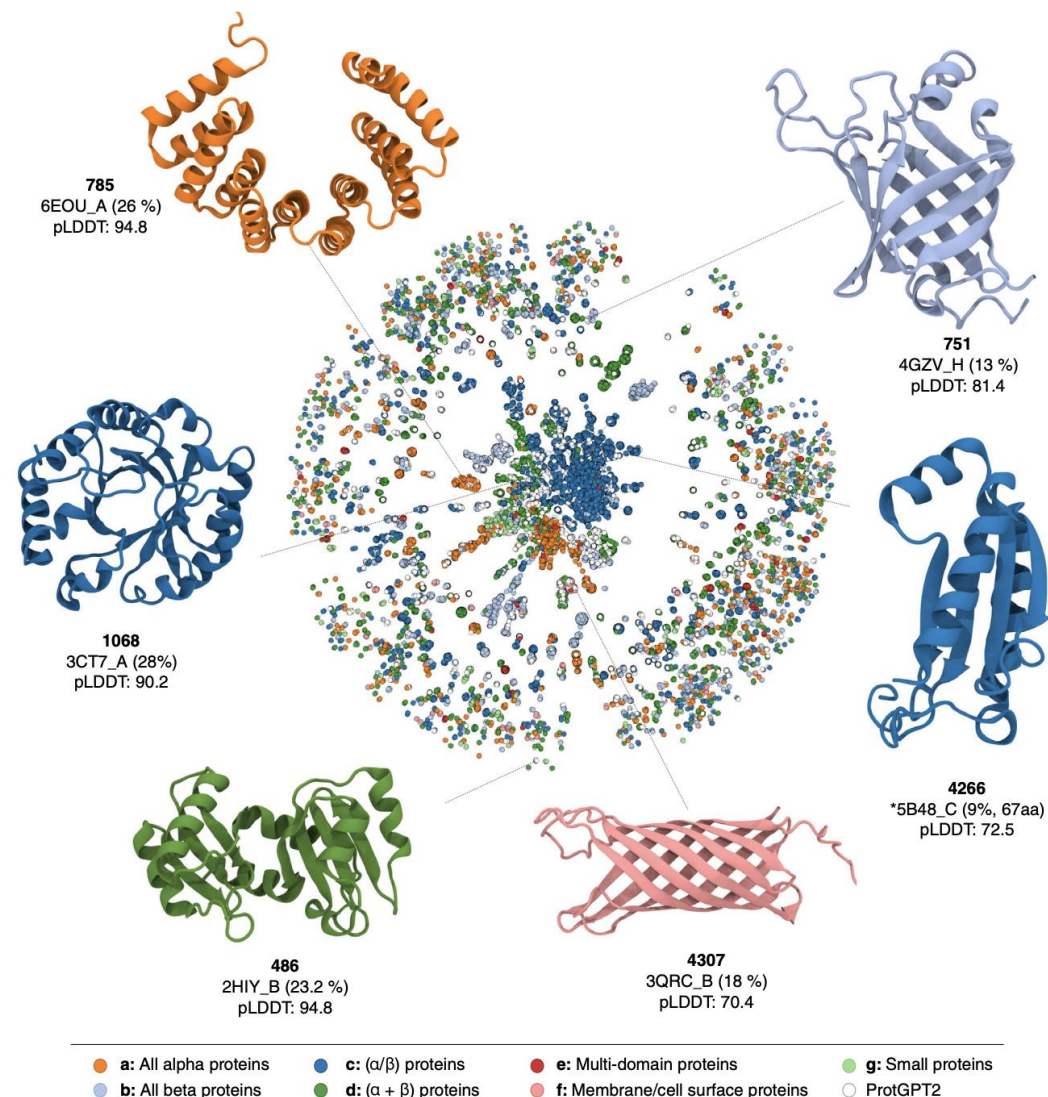 785
6EOU_A (26 %)
pLDDT: 94.8
751
4GZV_H (13 %)
pLDDT: 81.4
1068
3CT7_A (28%)
pLDDT: 90.2
4266
*5B48_C (9%, 67aa)
pLDDT: 72.5
486
2HIY_B (23.2 %)
pLDDT: 94.8
4307
3QRC_B (18 %)
pLDDT: 70.4
a: All alpha proteins
c: (α/β) proteins
e: Multi-domain proteins
g: Small proteins
b: All beta proteins
d: (α + β) proteins
f: Membrane/cell surface proteins
ProtGPT2